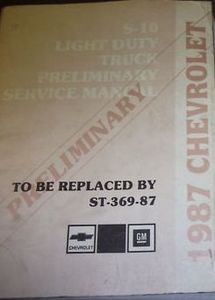 S-10
LIGHT DUTY
TRUCK
PRELIMINARY
SERVICE MANUAL
PRELIMINARY
TO BE REPLACED BY
ST-369-87
CHEVROLET
GM
1987 CHEVROLET